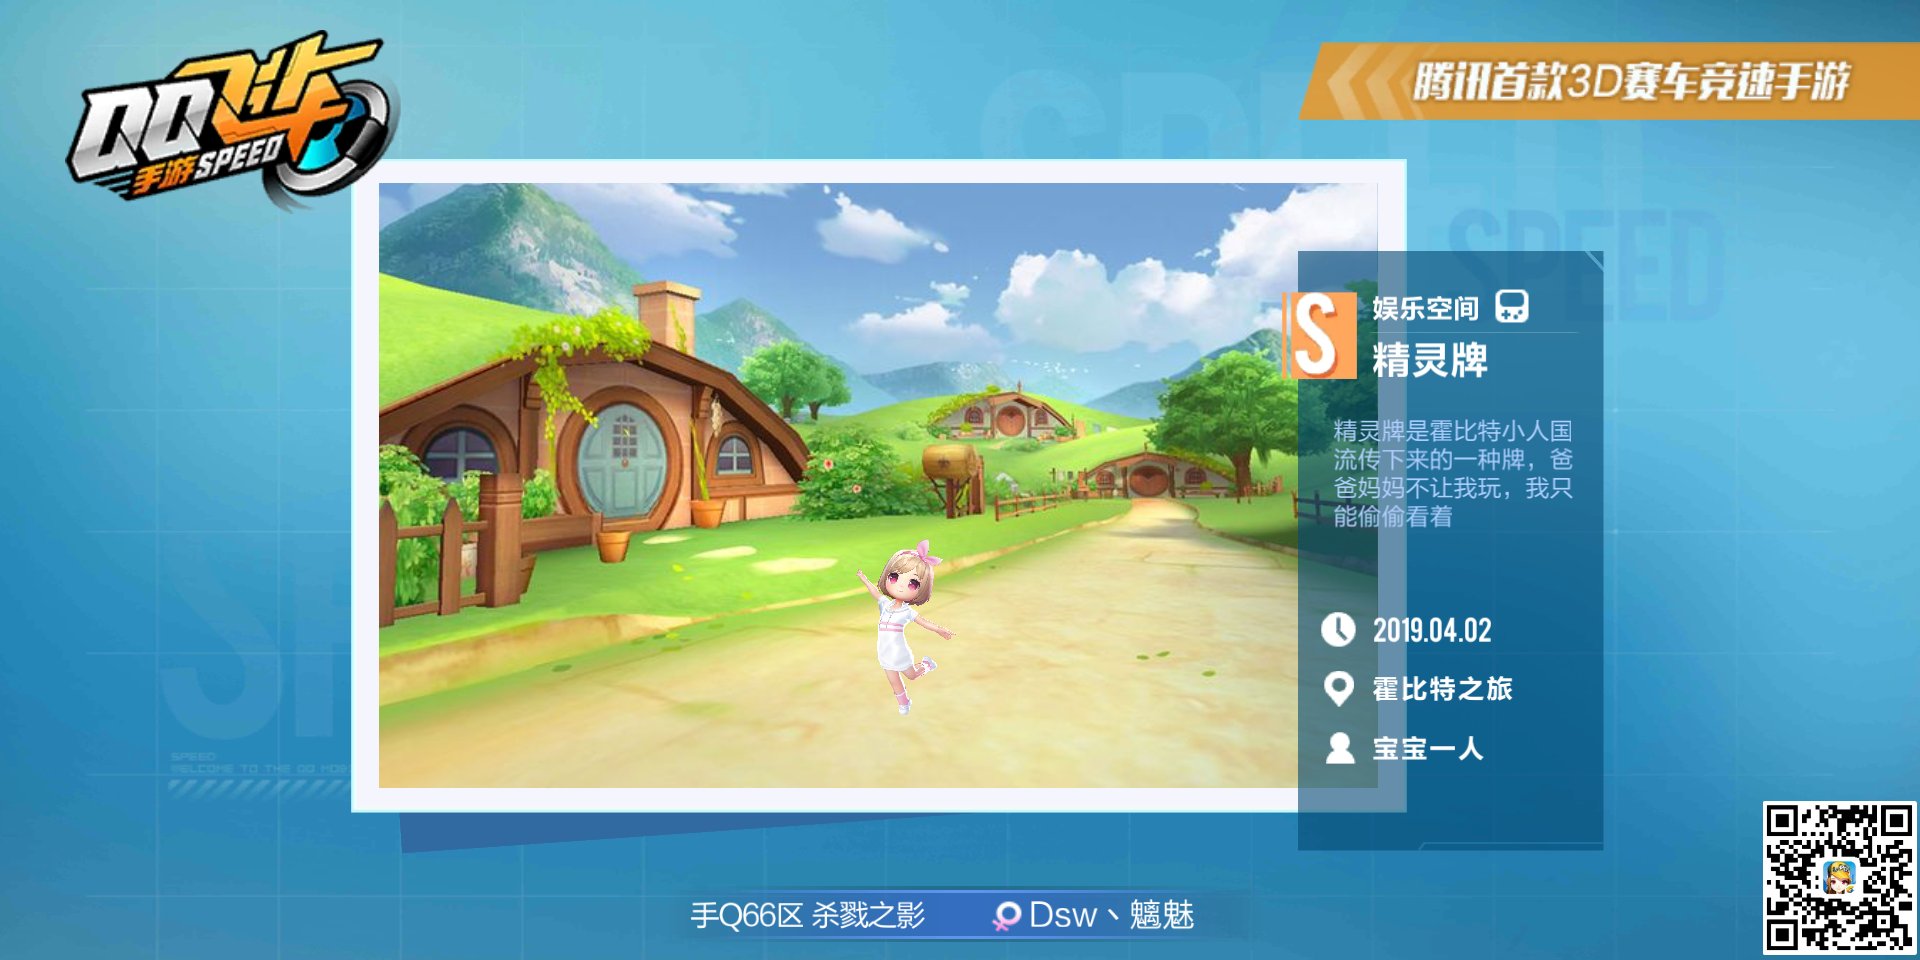 QQ飞车
手游SPEED
腾讯首款3D赛车竞速手游
SPEED
SPEED
S
娱乐空间
精灵牌
精灵牌是霍比特小人国
流传下来的一种牌，爸
爸妈妈不让我玩，我只
能偷偷看着
2019.04.02
霍比特之旅
宝宝一人
SPEED
手Q66区 杀戮之影
Dsw丶魑魅